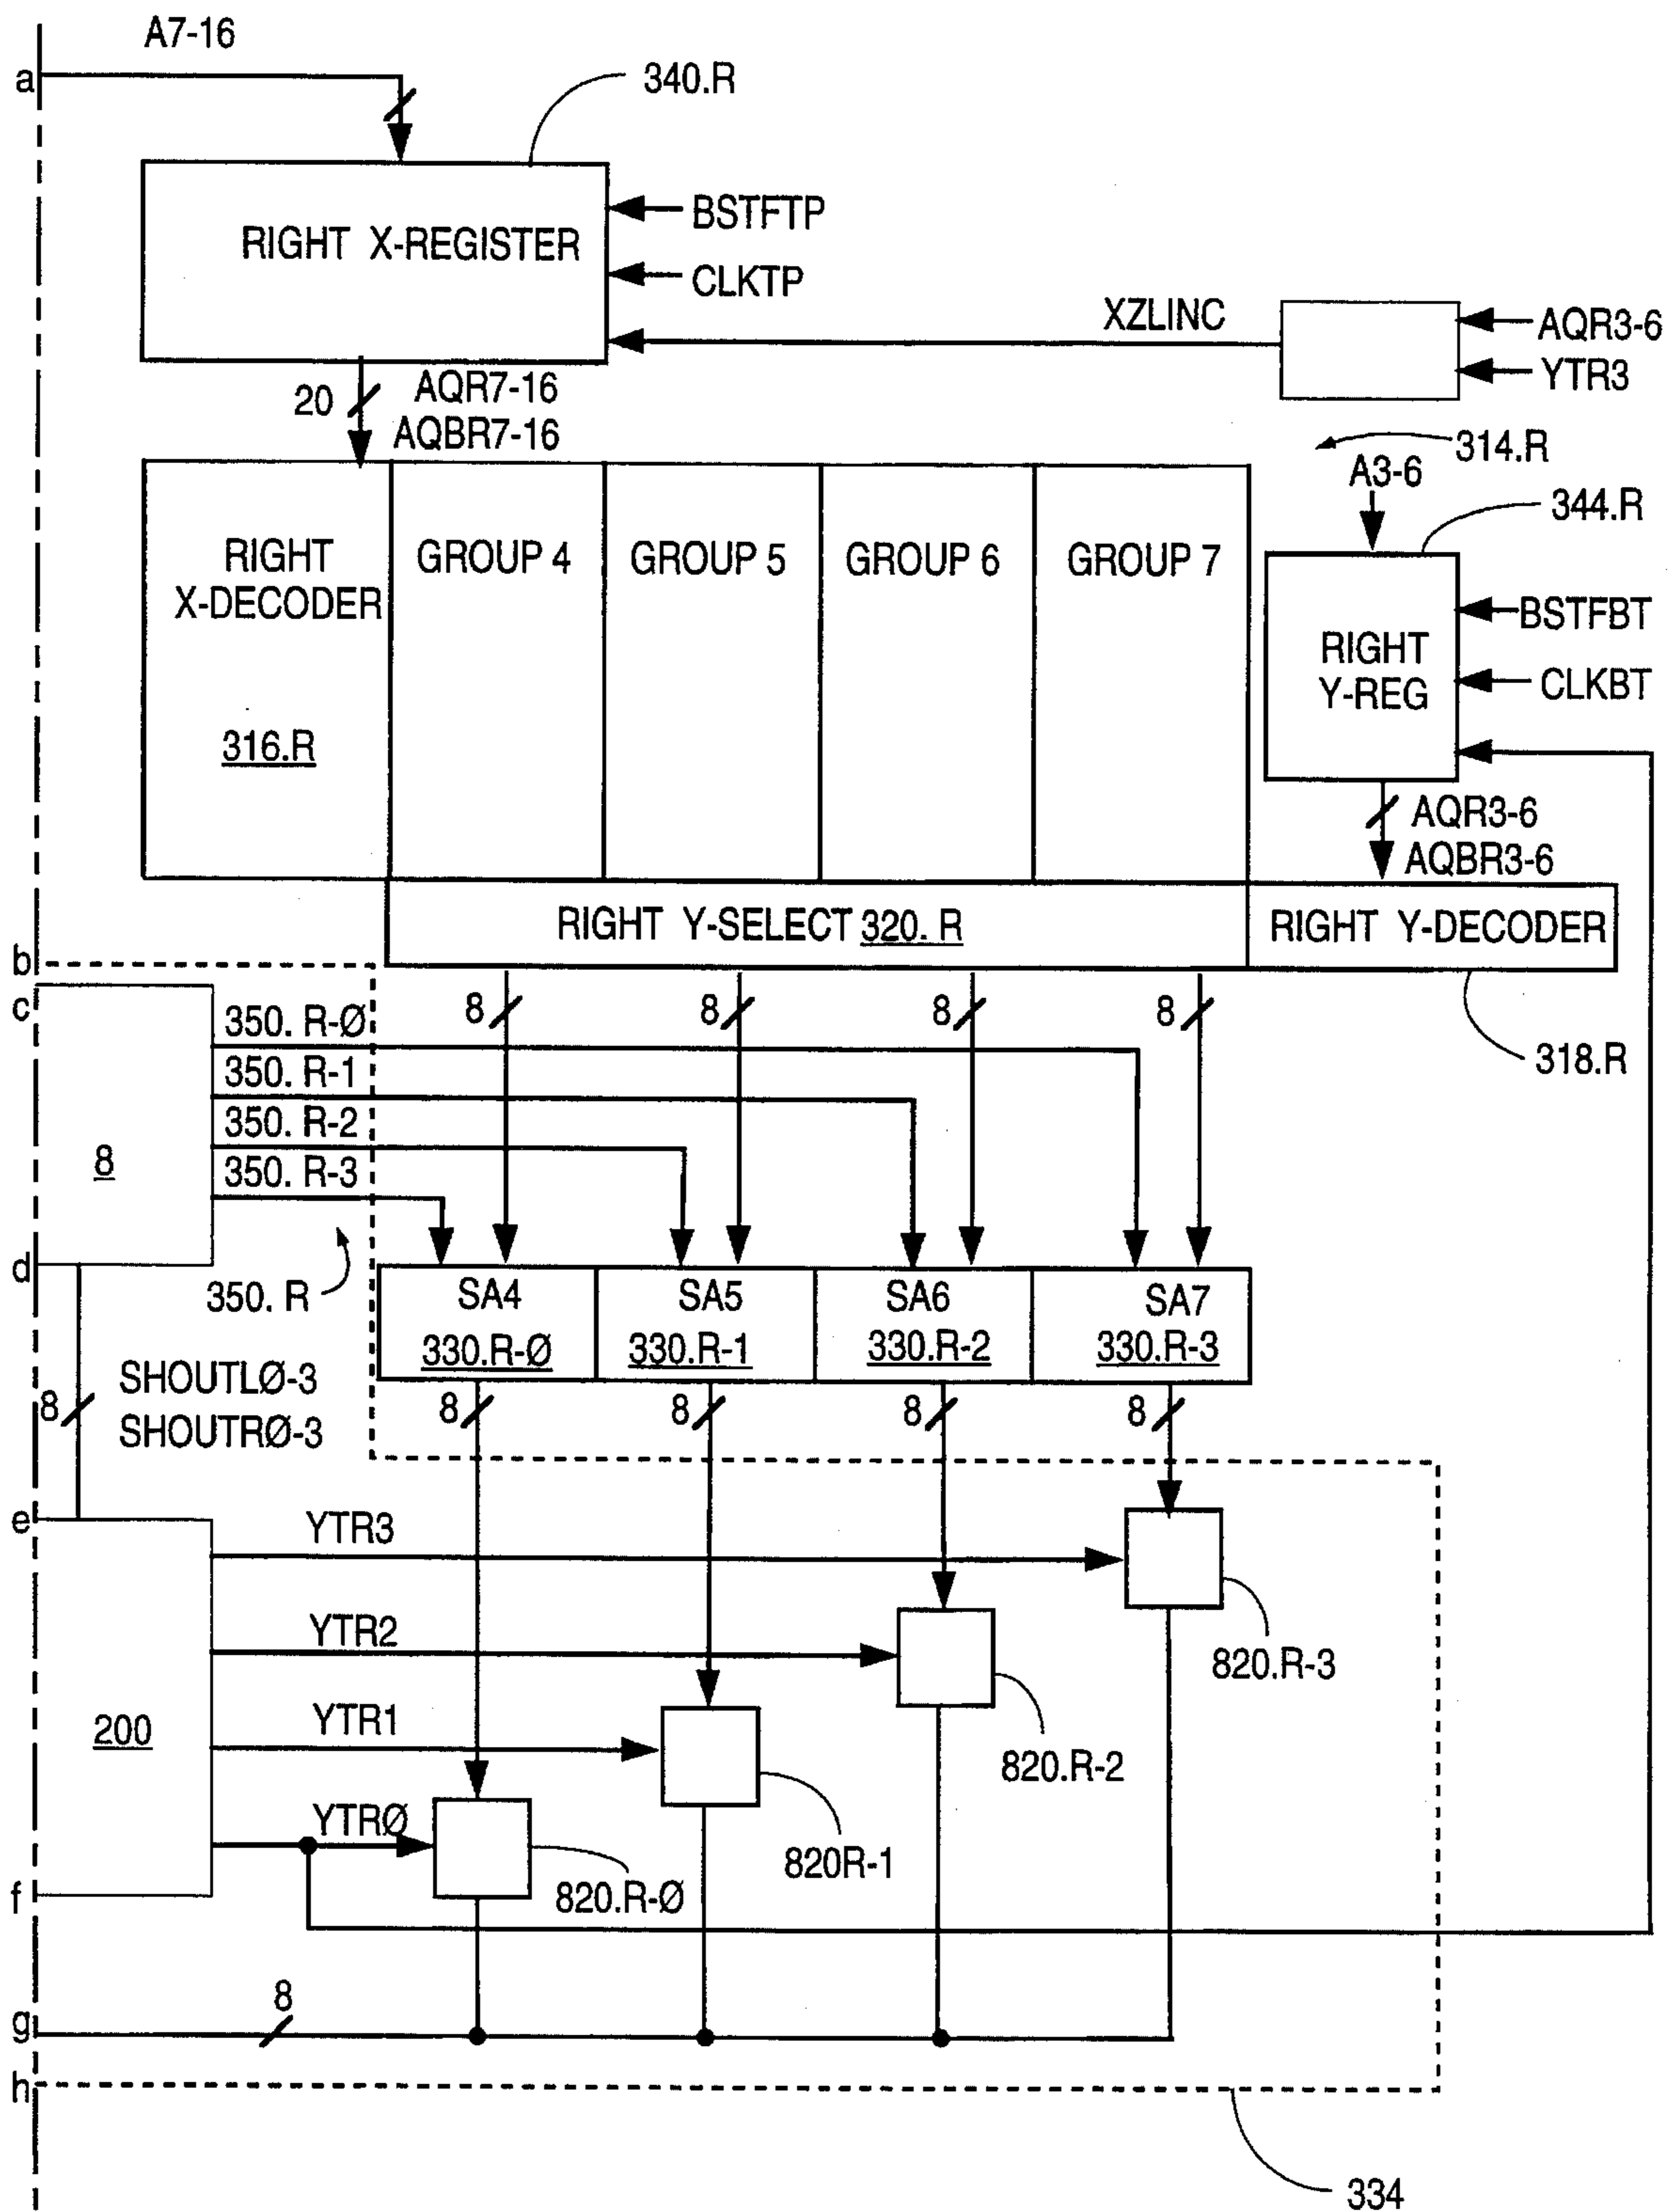 A7-16
a
340.R
BSTFTP
RIGHT X-REGISTER
CLKTP
XZLINC
AQR3-6
YTR3
20
AQR7-16
AQBR7-16
314.R
A3-6
344.R
RIGHT
X-DECODER
316.R
GROUP 4
GROUP 5
GROUP 6
GROUP 7
BSTFBT
RIGHT
Y-REG
CLKBT
AQR3-6
AQBR3-6
RIGHT Y-SELECT 320. R
RIGHT Y-DECODER
b
c
350. R-Ø
8
8
8
8
318.R
350. R-1
350. R-2
8
350. R-3
d
350. R
SA4
330.R-Ø
SA5
330.R-1
SA6
330.R-2
SA7
330.R-3
8
SHOUTLØ-3
SHOUTRØ-3
8
8
8
8
e
YTR3
YTR2
820.R-3
200
YTR1
820.R-2
YTRØ
820R-1
820.R-Ø
f
8
g
h
334